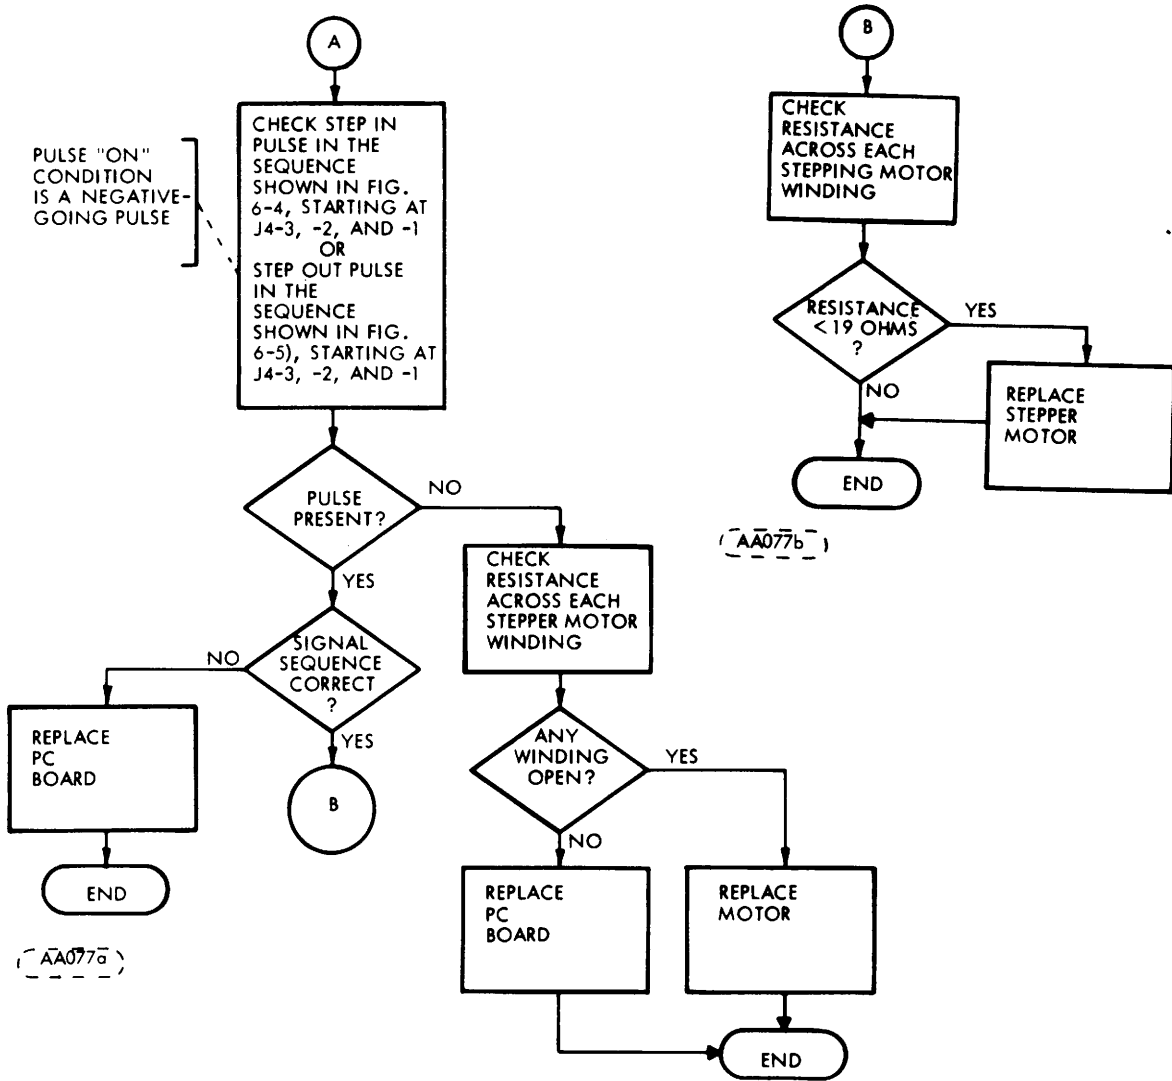 A
PULSE "ON"
CONDITION
IS A NEGATIVE-
GOING PULSE
CHECK STEP IN
PULSE IN THE
SEQUENCE
SHOWN IN FIG.
6-4, STARTING AT
J4-3, -2, AND -1
OR
STEP OUT PULSE
IN THE
SEQUENCE
SHOWN IN FIG.
6-5), STARTING AT
J4-3, -2, AND -1
PULSE
PRESENT?
NO
YES
SIGNAL
SEQUENCE
CORRECT
?
NO
YES
REPLACE
PC
BOARD
END
AA077a
B
CHECK
RESISTANCE
ACROSS EACH
STEPPER MOTOR
WINDING
ANY
WINDING
OPEN?
YES
NO
REPLACE
PC
BOARD
REPLACE
MOTOR
END
B
CHECK
RESISTANCE
ACROSS EACH
STEPPING MOTOR
WINDING
RESISTANCE
<19 OHMS
?
YES
NO
REPLACE
STEPPER
MOTOR
END
AA077b